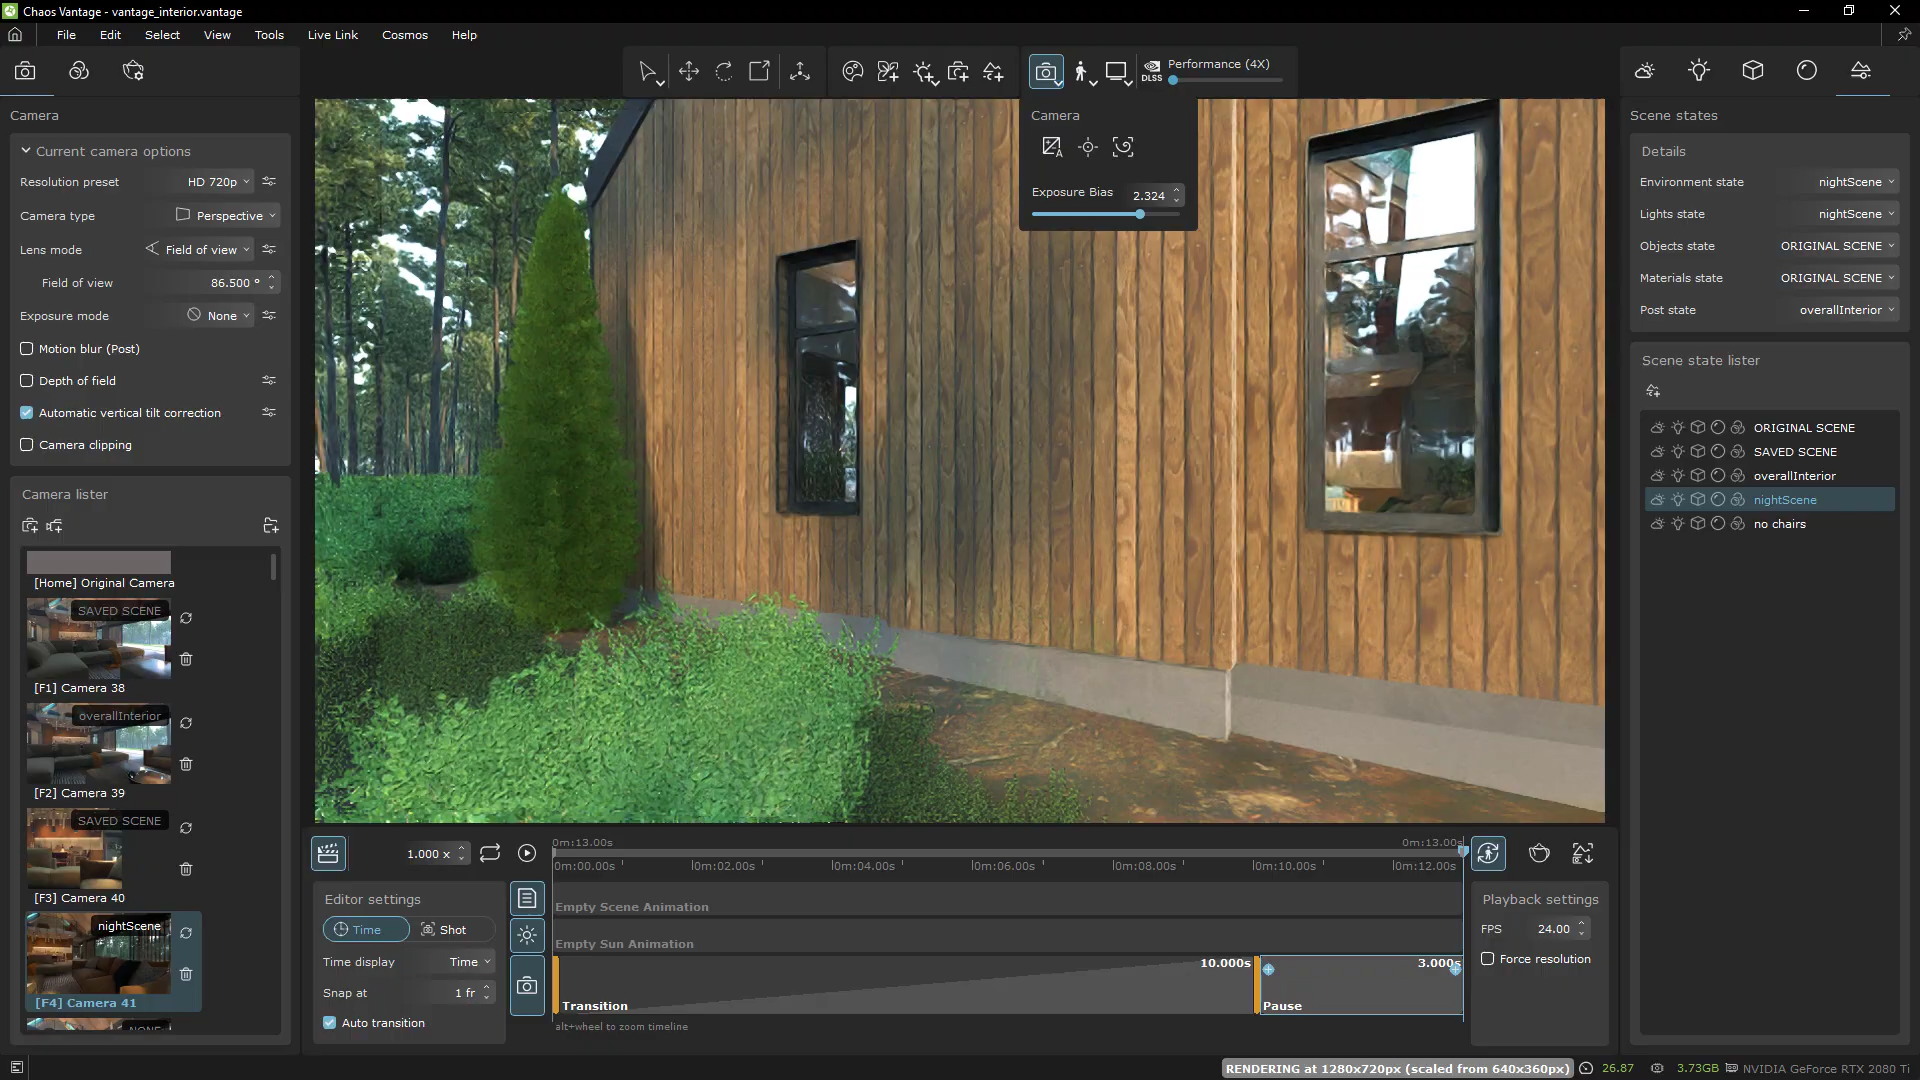 Chaos Vantage - vantage_interior.vantage
File
Edit
Select
View
Tools
Live Link
Cosmos
Help
DLSS
Performance (4X)
Camera
Current camera options
Resolution preset
HD 720p
Camera type
Perspective
Lens mode
Field of view
Field of view
86.500 °
Exposure mode
None
Motion blur (Post)
Depth of field
Automatic vertical tilt correction
Camera clipping
Camera lister
[Home] Original Camera
SAVED SCENE
[F1] Camera 38
overallInterior
[F2] Camera 39
SAVED SCENE
[F3] Camera 40
nightScene
[F4] Camera 41
Camera
Exposure Bias
2.324
Scene states
Details
Environment state
nightScene
Lights state
nightScene
Objects state
ORIGINAL SCENE
Materials state
ORIGINAL SCENE
Post state
overallInterior
Scene state lister
ORIGINAL SCENE
SAVED SCENE
overallInterior
nightScene
no chairs
1.000 x
0m:13.00s
0m:13.00s
0m:00.00s
0m:02.00s
0m:04.00s
0m:06.00s
0m:08.00s
0m:10.00s
0m:12.00s
Editor settings
Time
Shot
Time display
Time
Snap at
1 fr
Auto transition
Empty Scene Animation
Empty Sun Animation
10.000s
Transition
3.000s
Pause
alt+wheel to zoom timeline
Playback settings
FPS
24.00
Force resolution
RENDERING at 1280x720px (scaled from 640x360px)
26.87
3.73GB
NVIDIA GeForce RTX 2080 Ti